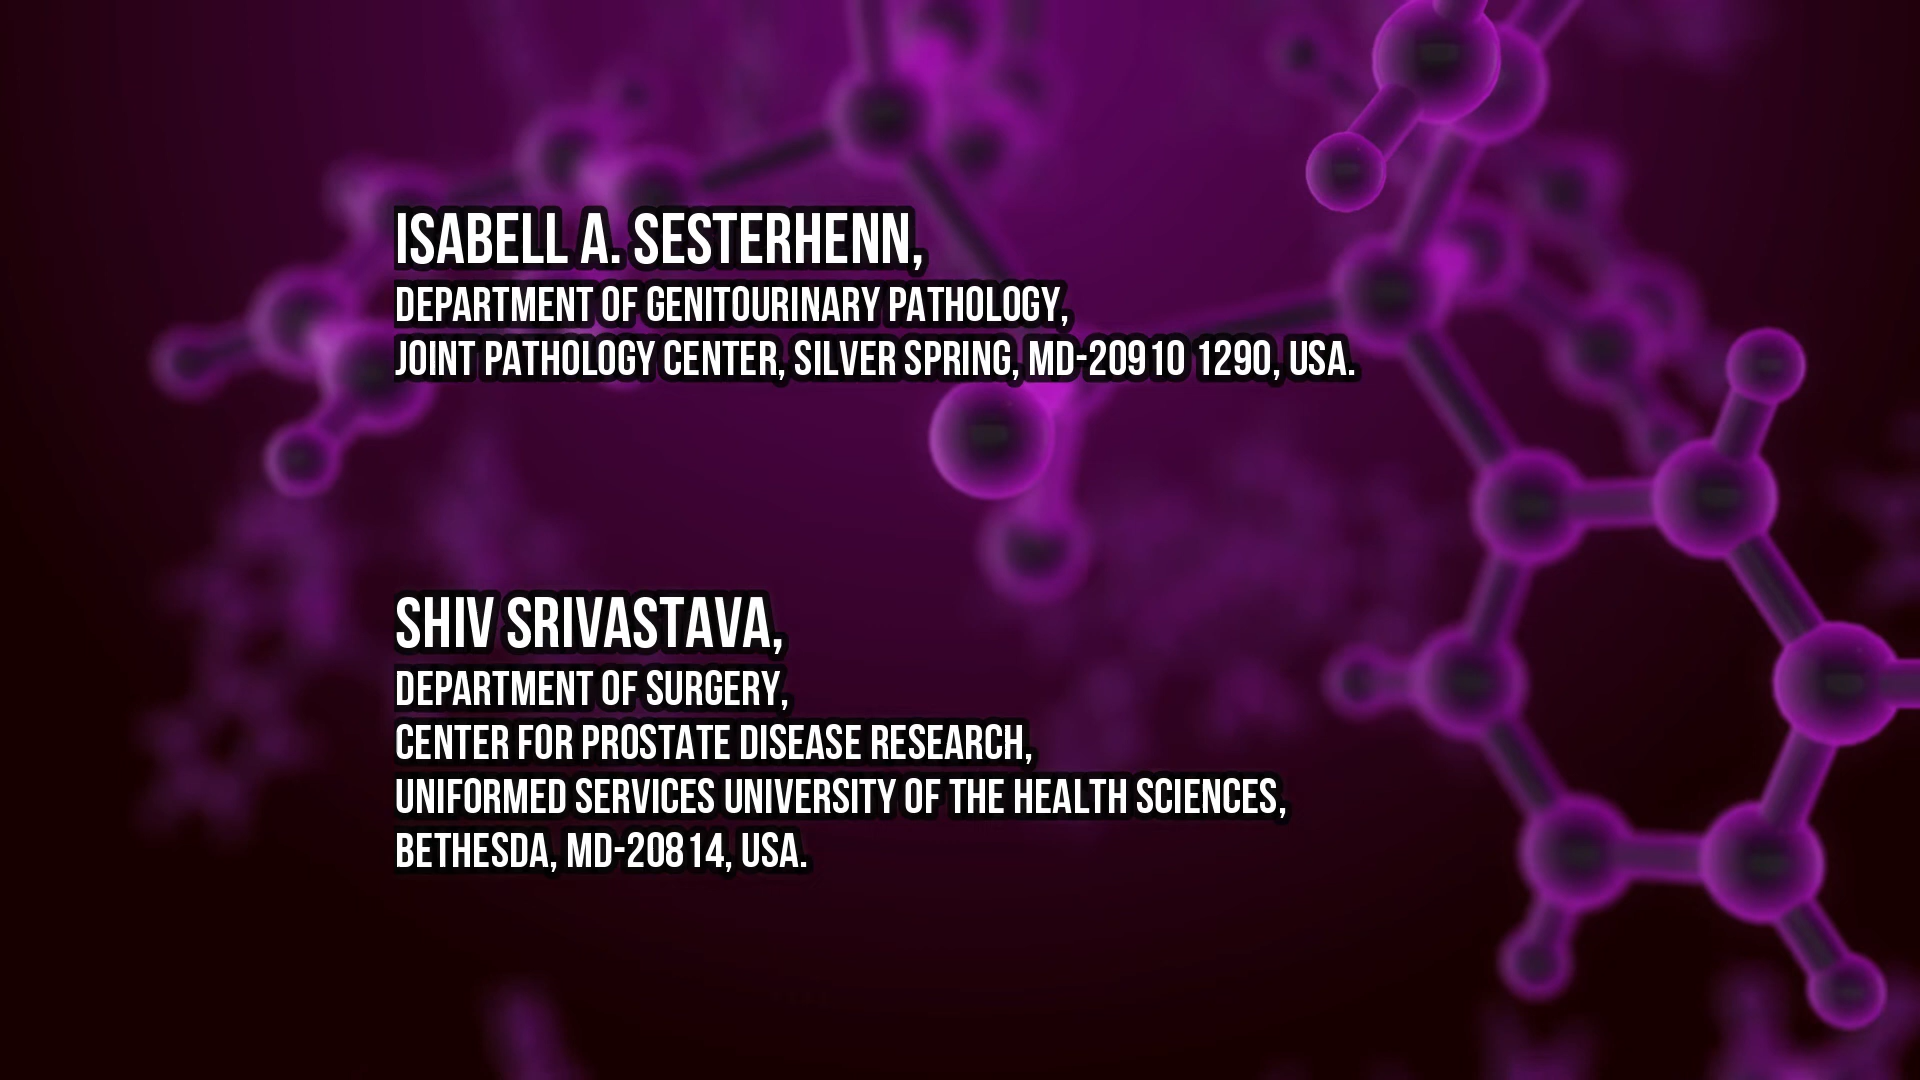 ISABELL A. SESTERHENN,
DEPARTMENT OF GENITOURINARY PATHOLOGY,
JOINT PATHOLOGY CENTER, SILVER SPRING, MD-20910 1290, USA.
SHIV SRIVASTAVA,
DEPARTMENT OF SURGERY,
CENTER FOR PROSTATE DISEASE RESEARCH,
UNIFORMED SERVICES UNIVERSITY OF THE HEALTH SCIENCES,
BETHESDA, MD-20814, USA.